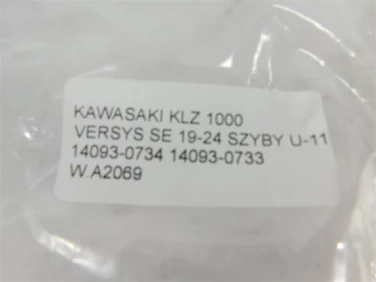 KAWASAKI KLZ 1000
VERSYS SE 19-24 SZYBY U-11
14093-0734 14093-0733
W.A2069